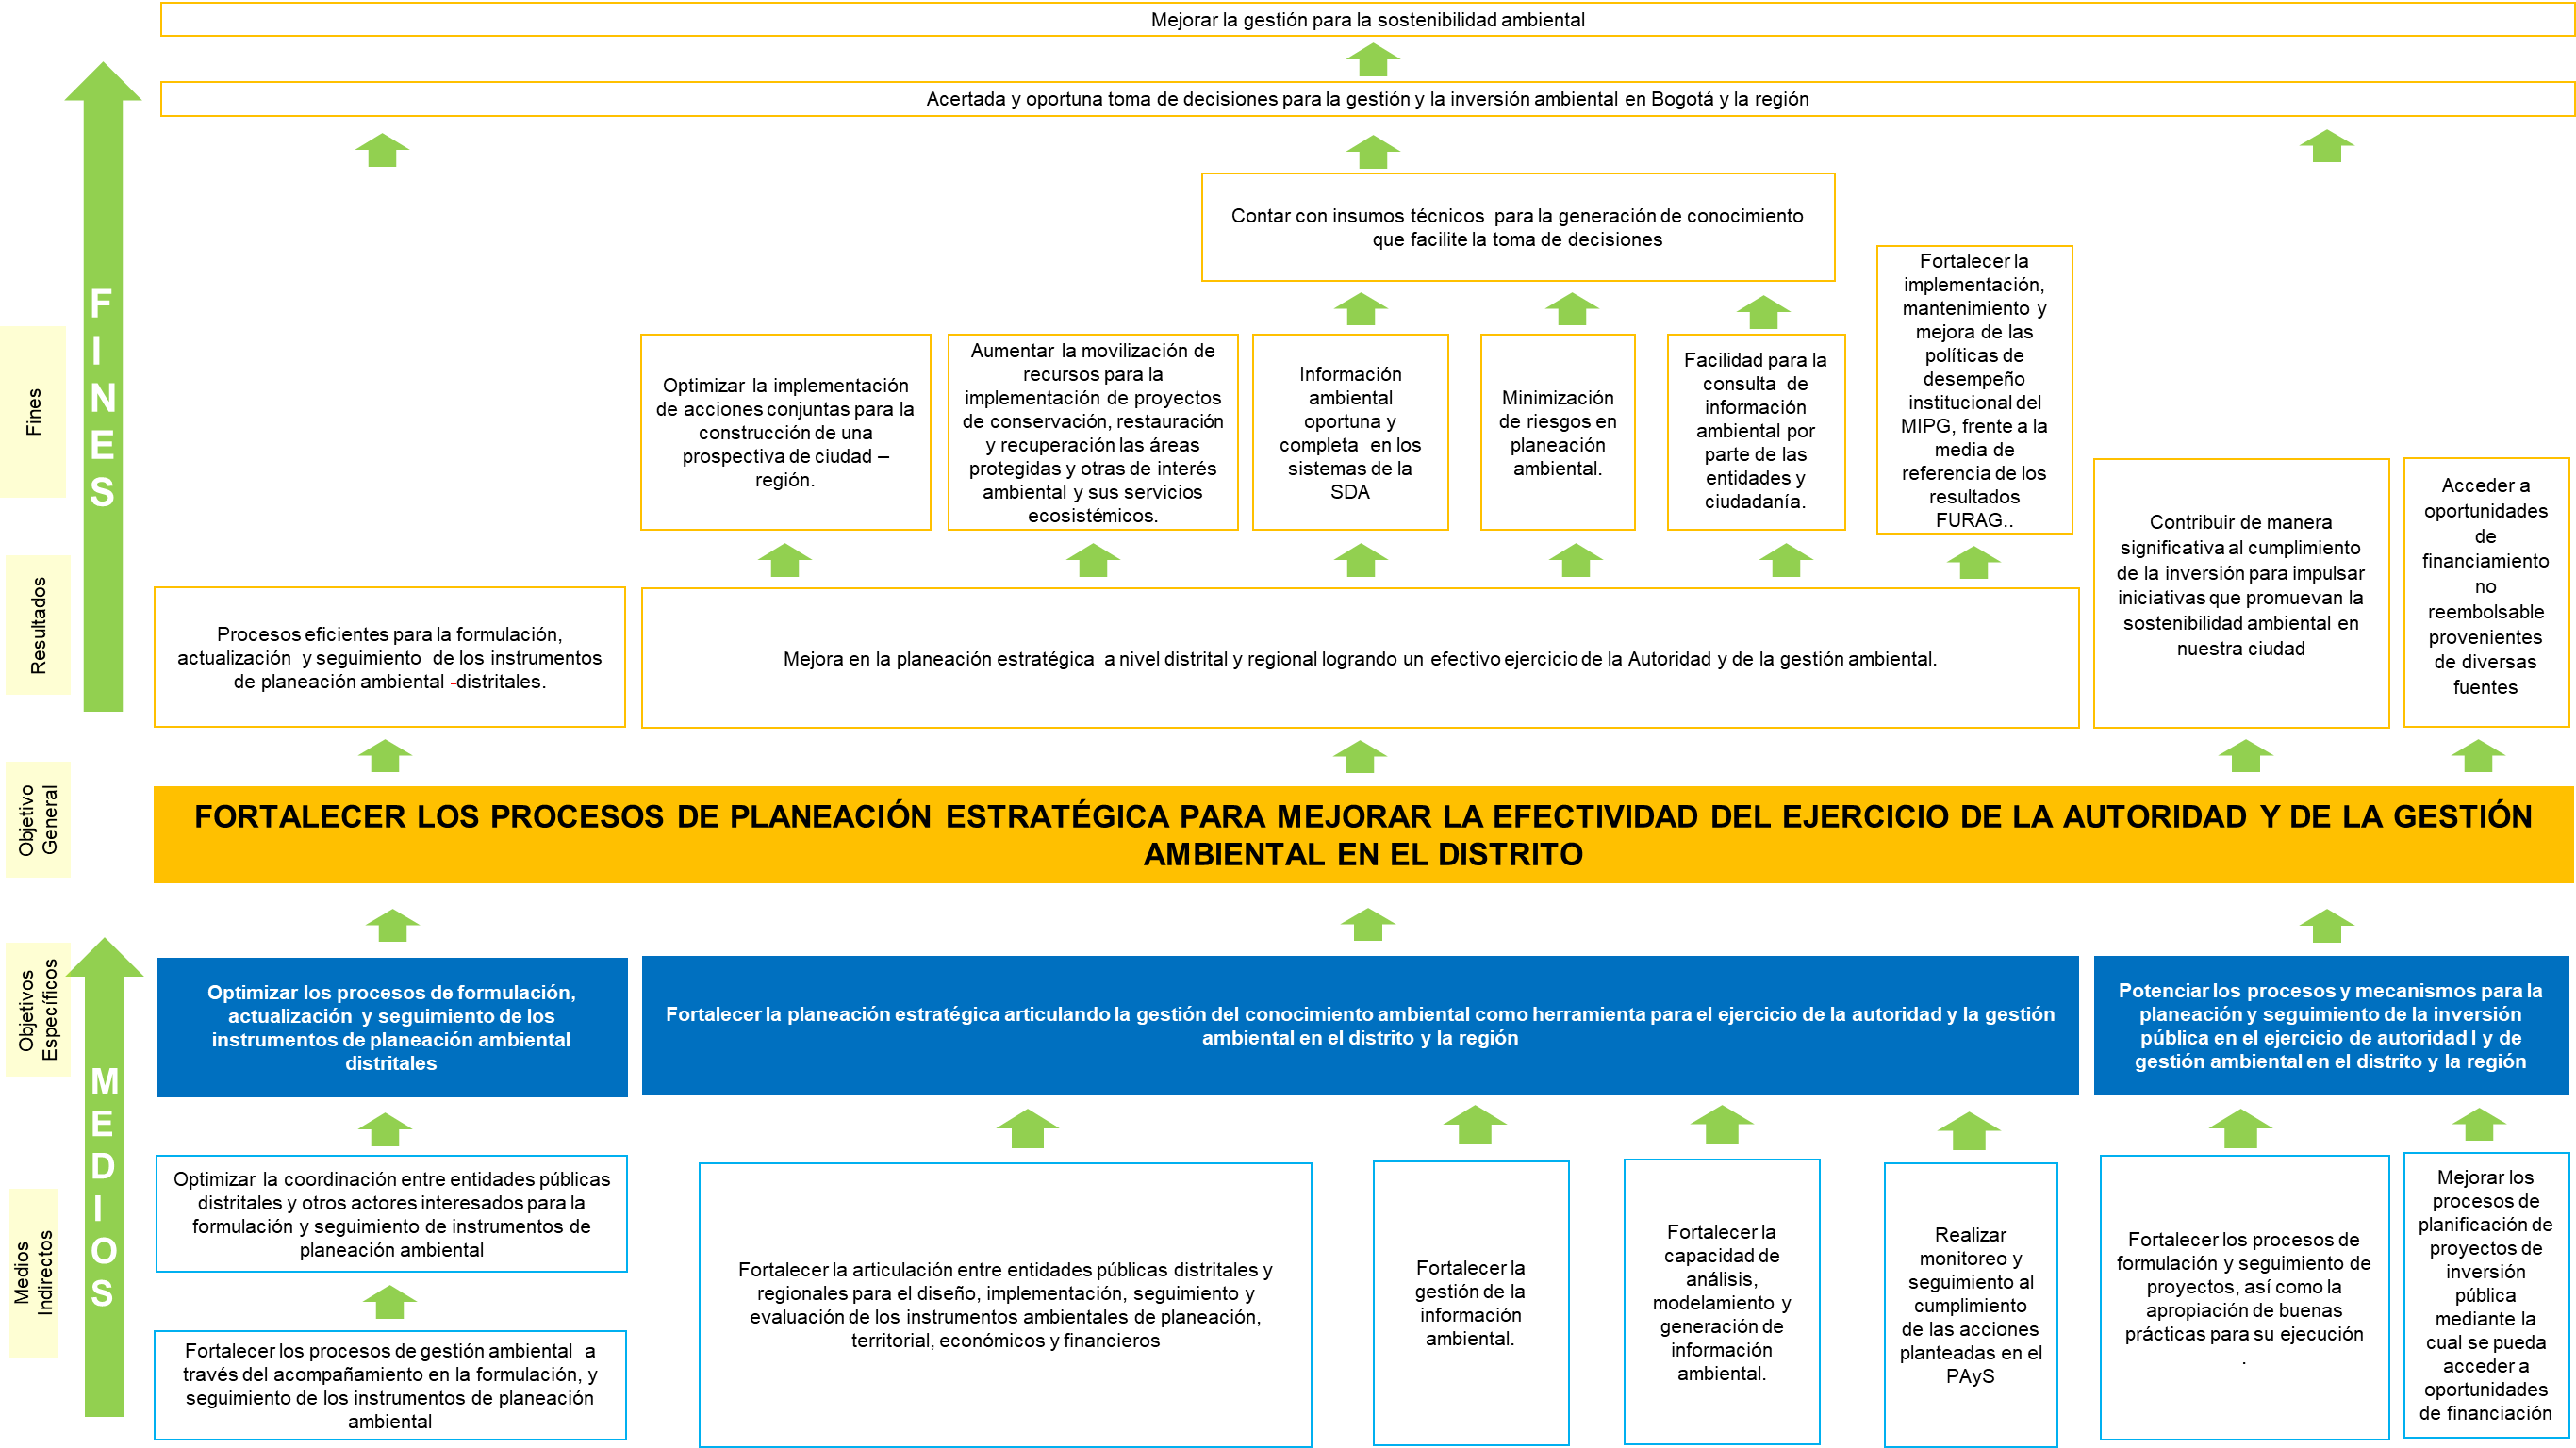 Mejorar la gestión para la sostenibilidad ambiental
Acertada y oportuna toma de decisiones para la gestión y la inversión ambiental en Bogotá y la región
Contar con insumos técnicos para la generación de conocimiento
que facilite la toma de decisiones
FINES
Fines
Optimizar la implementación
de acciones conjuntas para la
construcción de una
prospectiva de ciudad –
región.
Aumentar la movilización de
recursos para la
implementación de proyectos
de conservación, restauración
y recuperación las áreas
protegidas y otras de interés
ambiental y sus servicios
ecosistémicos.
Información
ambiental
oportuna y
completa en los
sistemas de la
SDA
Minimización
de riesgos en
planeación
ambiental.
Facilidad para la
consulta de
información
ambiental por
parte de las
entidades y
ciudadanía.
Fortalecer la
implementación,
mantenimiento y
mejora de las
políticas de
desempeño
institucional del
MIPG, frente a la
media de
referencia de los
resultados
FURAG..
Contribuir de manera
significativa al cumplimiento
de la inversión para impulsar
iniciativas que promuevan la
sostenibilidad ambiental en
nuestra ciudad
Acceder a
oportunidades
de
financiamiento
no
reembolsable
provenientes
de diversas
fuentes
Resultados
Procesos eficientes para la formulación,
actualización y seguimiento de los instrumentos
de planeación ambiental -distritales.
Mejora en la planeación estratégica a nivel distrital y regional logrando un efectivo ejercicio de la Autoridad y de la gestión ambiental.
Objetivo
General
FORTALECER LOS PROCESOS DE PLANEACIÓN ESTRATÉGICA PARA MEJORAR LA EFECTIVIDAD DEL EJERCICIO DE LA AUTORIDAD Y DE LA GESTIÓN
AMBIENTAL EN EL DISTRITO
Objetivos
Específicos
MEDIOS
Optimizar los procesos de formulación,
actualización y seguimiento de los
instrumentos de planeación ambiental
distritales
Fortalecer la planeación estratégica articulando la gestión del conocimiento ambiental como herramienta para el ejercicio de la autoridad y la gestión
ambiental en el distrito y la región
Potenciar los procesos y mecanismos para la
planeación y seguimiento de la inversión
pública en el ejercicio de autoridad l y de
gestión ambiental en el distrito y la región
Medios
Indirectos
Optimizar la coordinación entre entidades públicas
distritales y otros actores interesados para la
formulación y seguimiento de instrumentos de
planeación ambiental
Fortalecer los procesos de gestión ambiental a
través del acompañamiento en la formulación, y
seguimiento de los instrumentos de planeación
ambiental
Fortalecer la articulación entre entidades públicas distritales y
regionales para el diseño, implementación, seguimiento y
evaluación de los instrumentos ambientales de planeación,
territorial, económicos y financieros
Fortalecer la
gestión de la
información
ambiental.
Fortalecer la
capacidad de
análisis,
modelamiento y
generación de
información
ambiental.
Realizar
monitoreo y
seguimiento al
cumplimiento
de las acciones
planteadas en el
PAyS
Fortalecer los procesos de
formulación y seguimiento de
proyectos, así como la
apropiación de buenas
prácticas para su ejecución
.
Mejorar los
procesos de
planificación de
proyectos de
inversión
pública
mediante la
cual se pueda
acceder a
oportunidades
de financiación